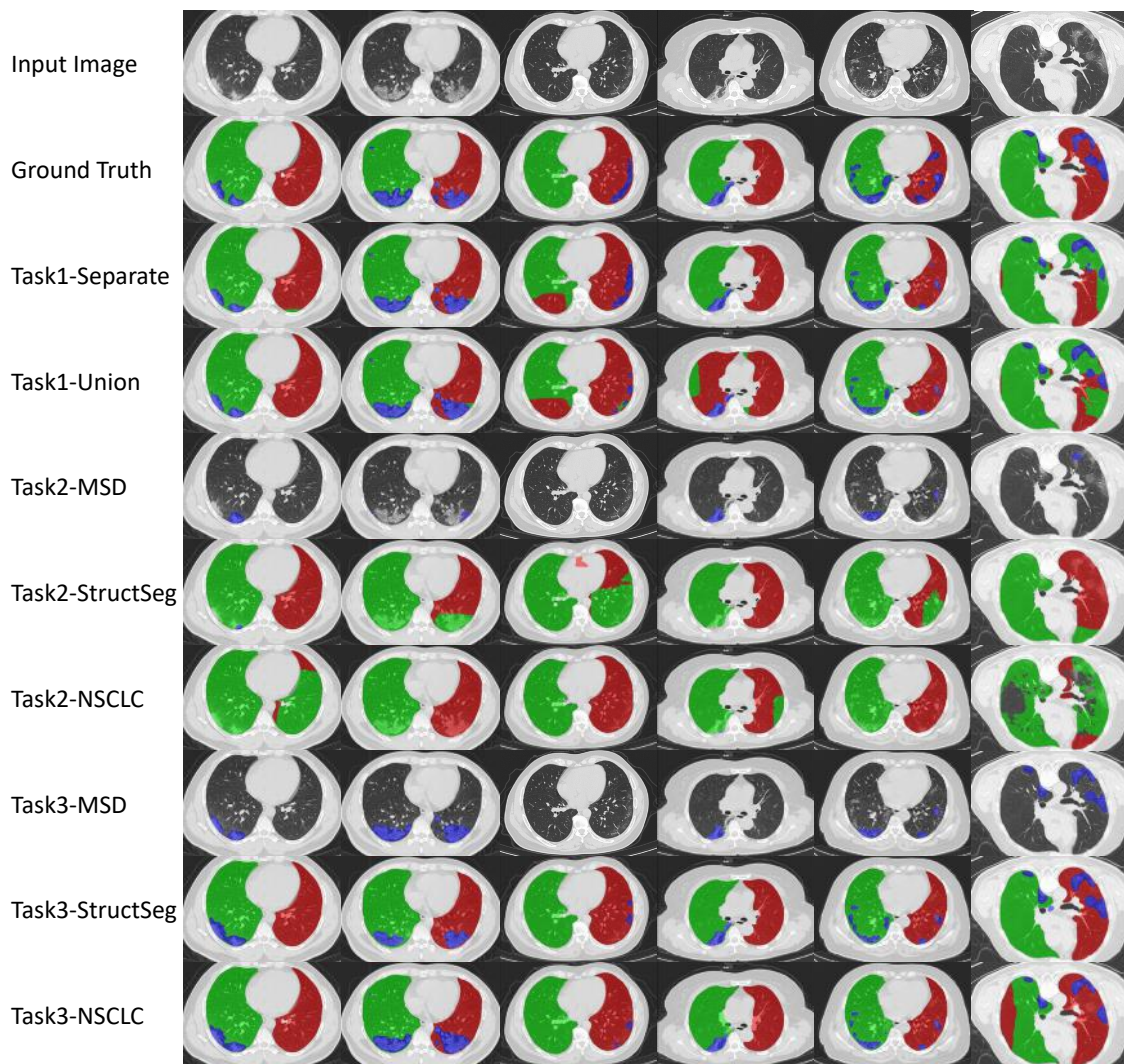 Input Image
Ground Truth
Task1-Separate
Task1-Union
Task2-MSD
Task2-StructSeg
Task2-NSCLC
Task3-MSD
Task3-StructSeg
Task3-NSCLC